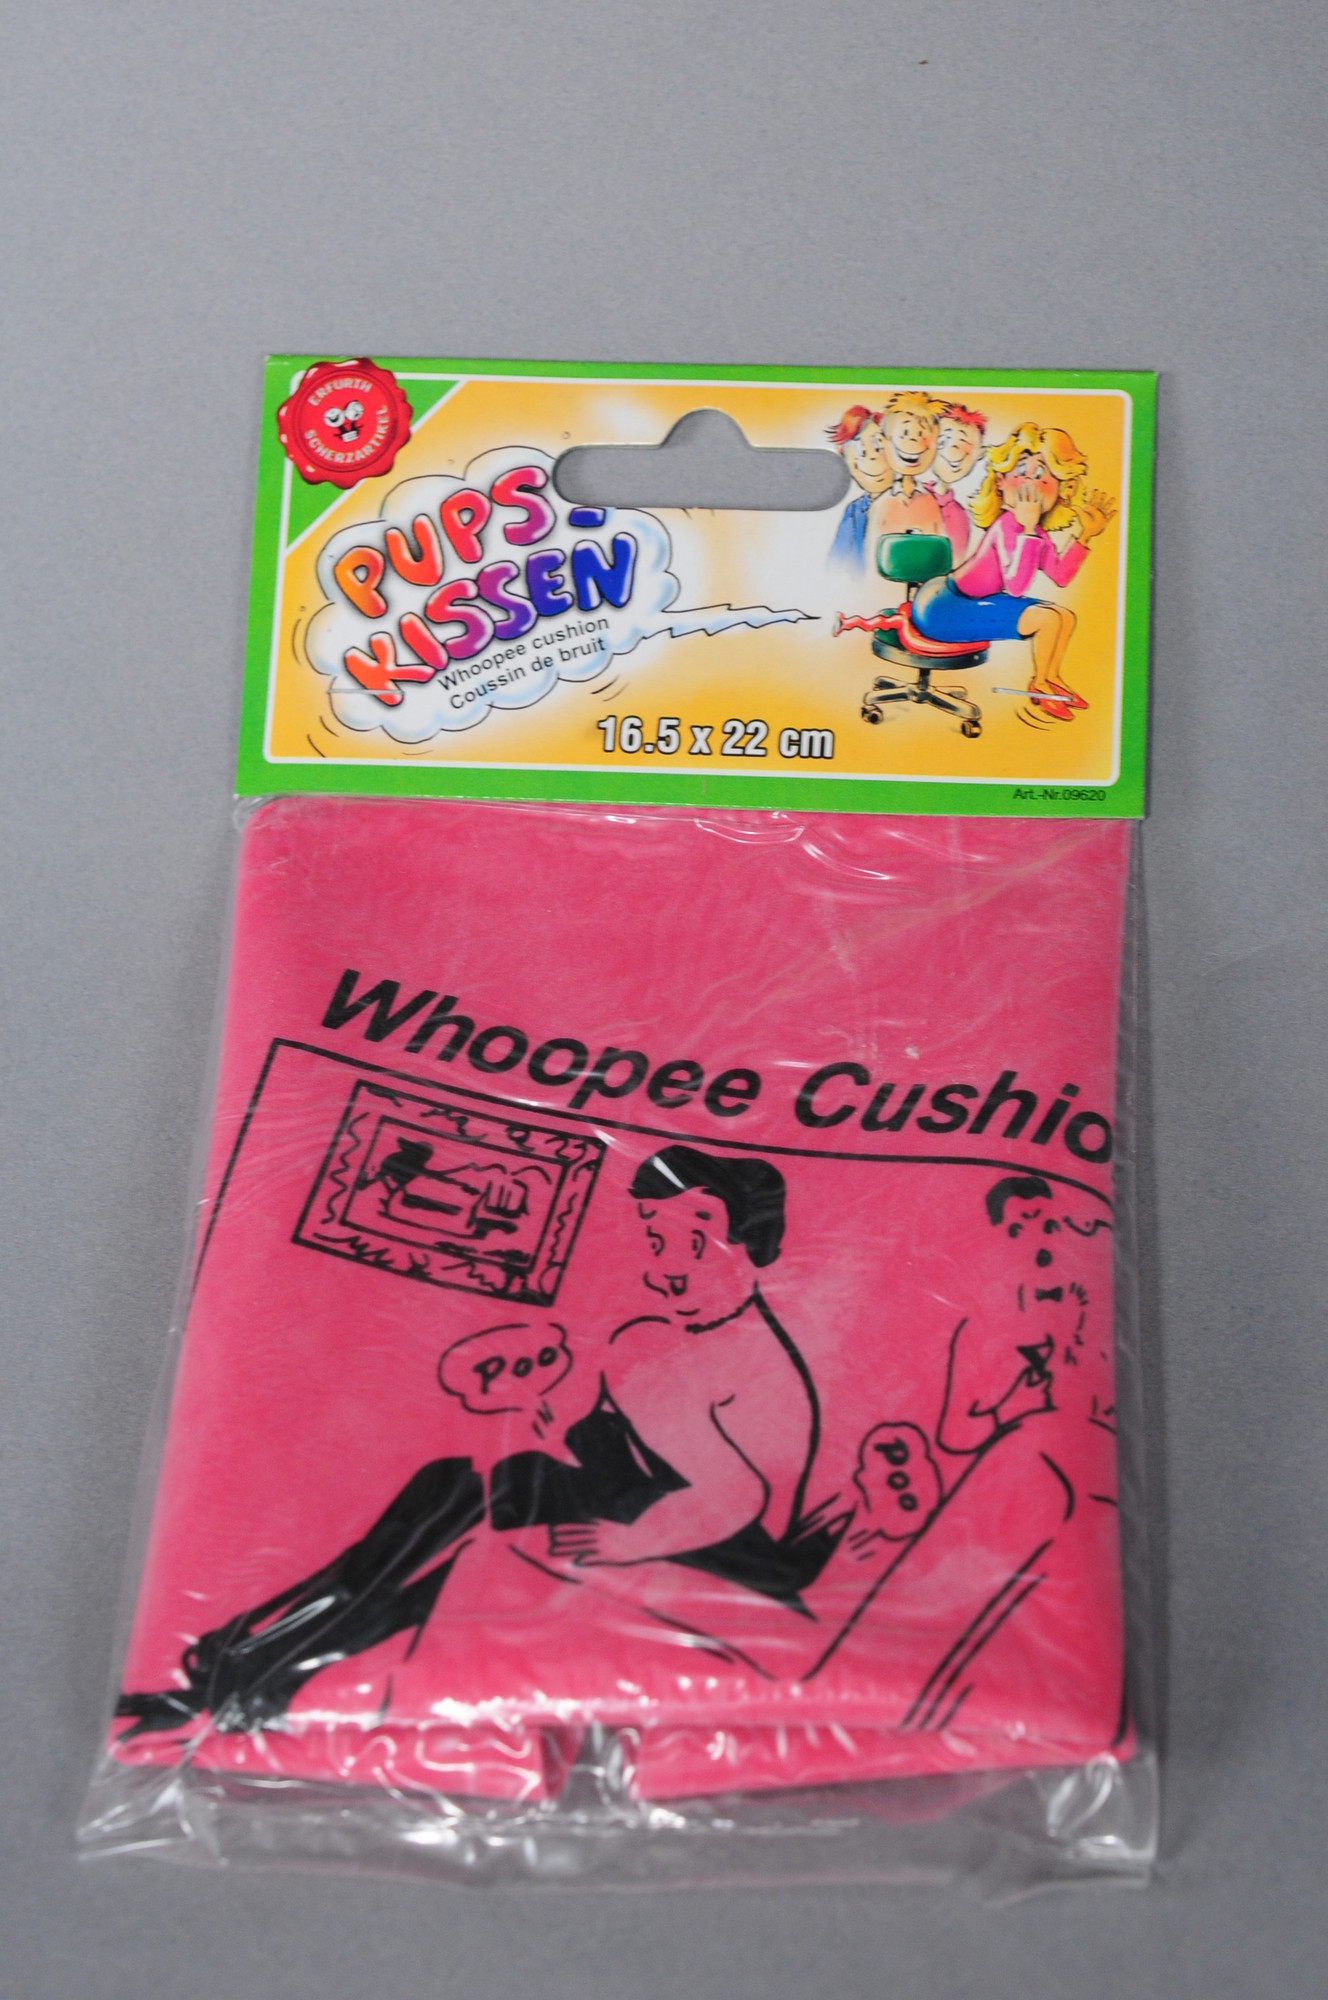 ERFURTH
SCHERZARTIKEL
PUPS-
KISSEN
Whoopee cushion
Coussin de bruit
16.5 x 22 cm
Art.-Nr.09620
Whoopee Cushio
poo
poo